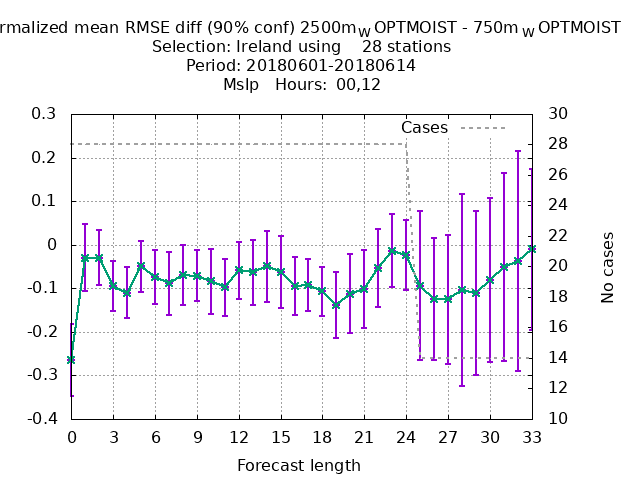 rmalized mean RMSE diff (90% conf) 2500m W OPTMOIST - 750m W OPTMOIST
Selection: Ireland using 28 stations
Period: 20180601-20180614
Mslp Hours: 00,12
Cases
0.3
0.2
0.1
0
-0.1
-0.2
-0.3
-0.4
30
28
26
24
22
20
18
16
14
12
10
No cases
0 3 6 9 12 15 18 21 24 27 30 33
Forecast length